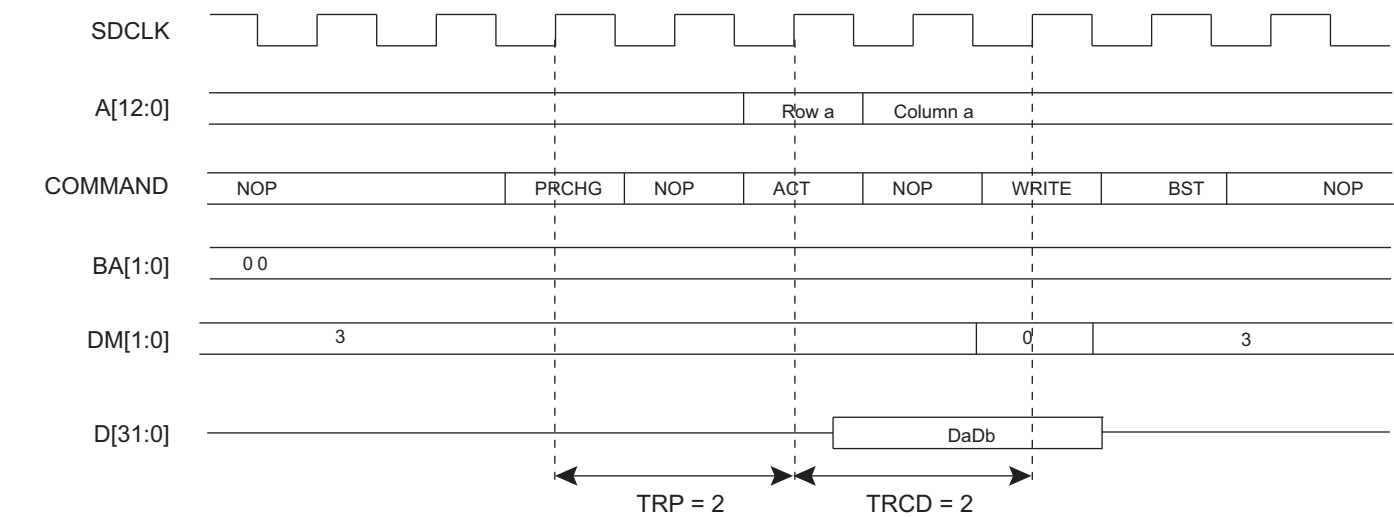 SDCLK
A[12:0] Row a Column a
COMMAND NOP PRCHG NOP ACT NOP WRITE BST NOP
BA[1:0] 0 0
DM[1:0] 3 0 3
D[31:0] DaDb
TRP = 2 TRCD = 2